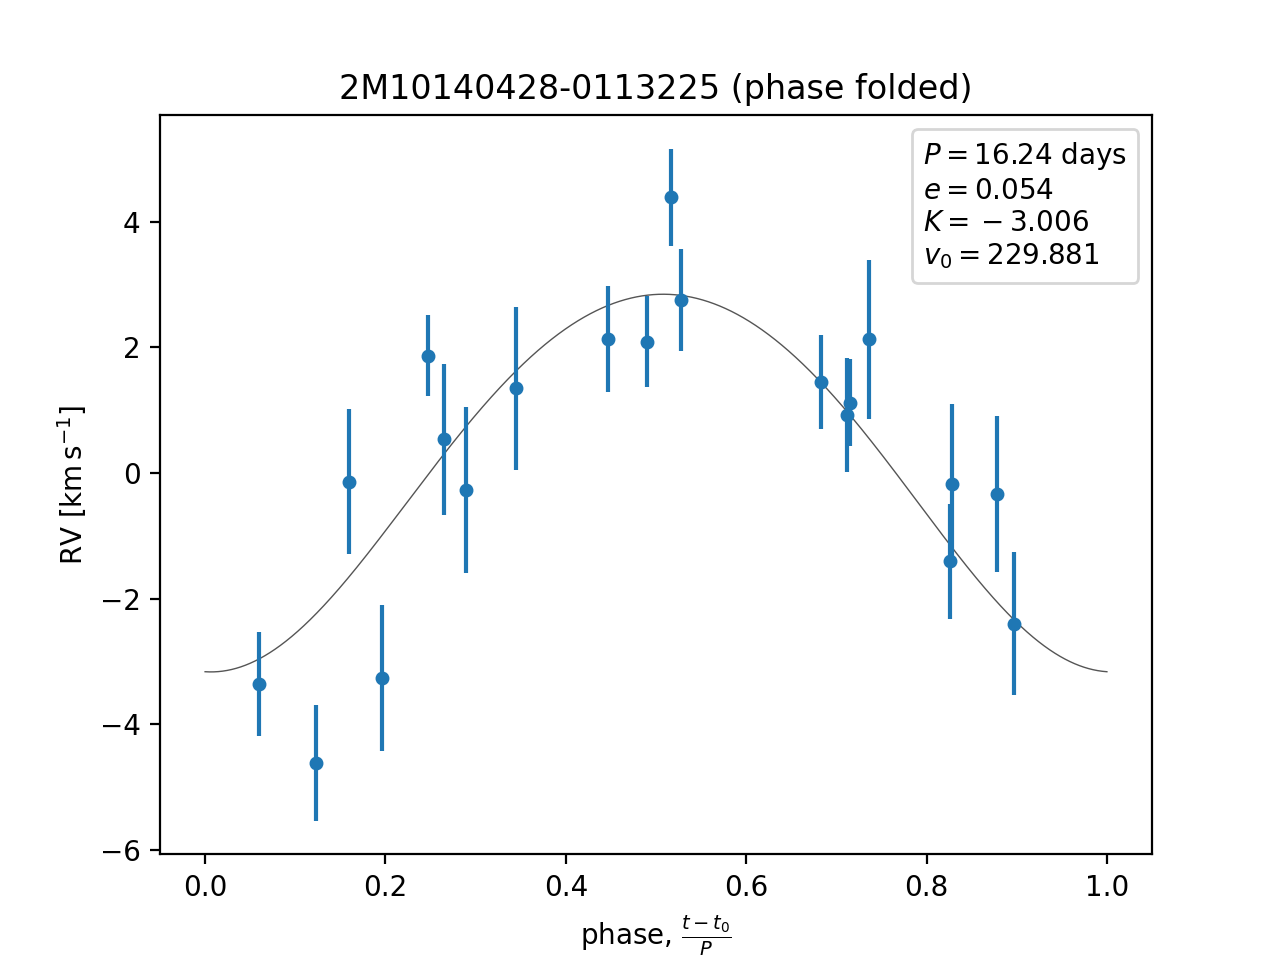 2M10140428-0113225 (phase folded)
P = 16.24 days
e = 0.054
K = −3.006
v₀ = 229.881
RV [km s⁻¹]
4
2
0
−2
−4
−6
0.0 0.2 0.4 0.6 0.8 1.0
phase, (t − t₀)/P